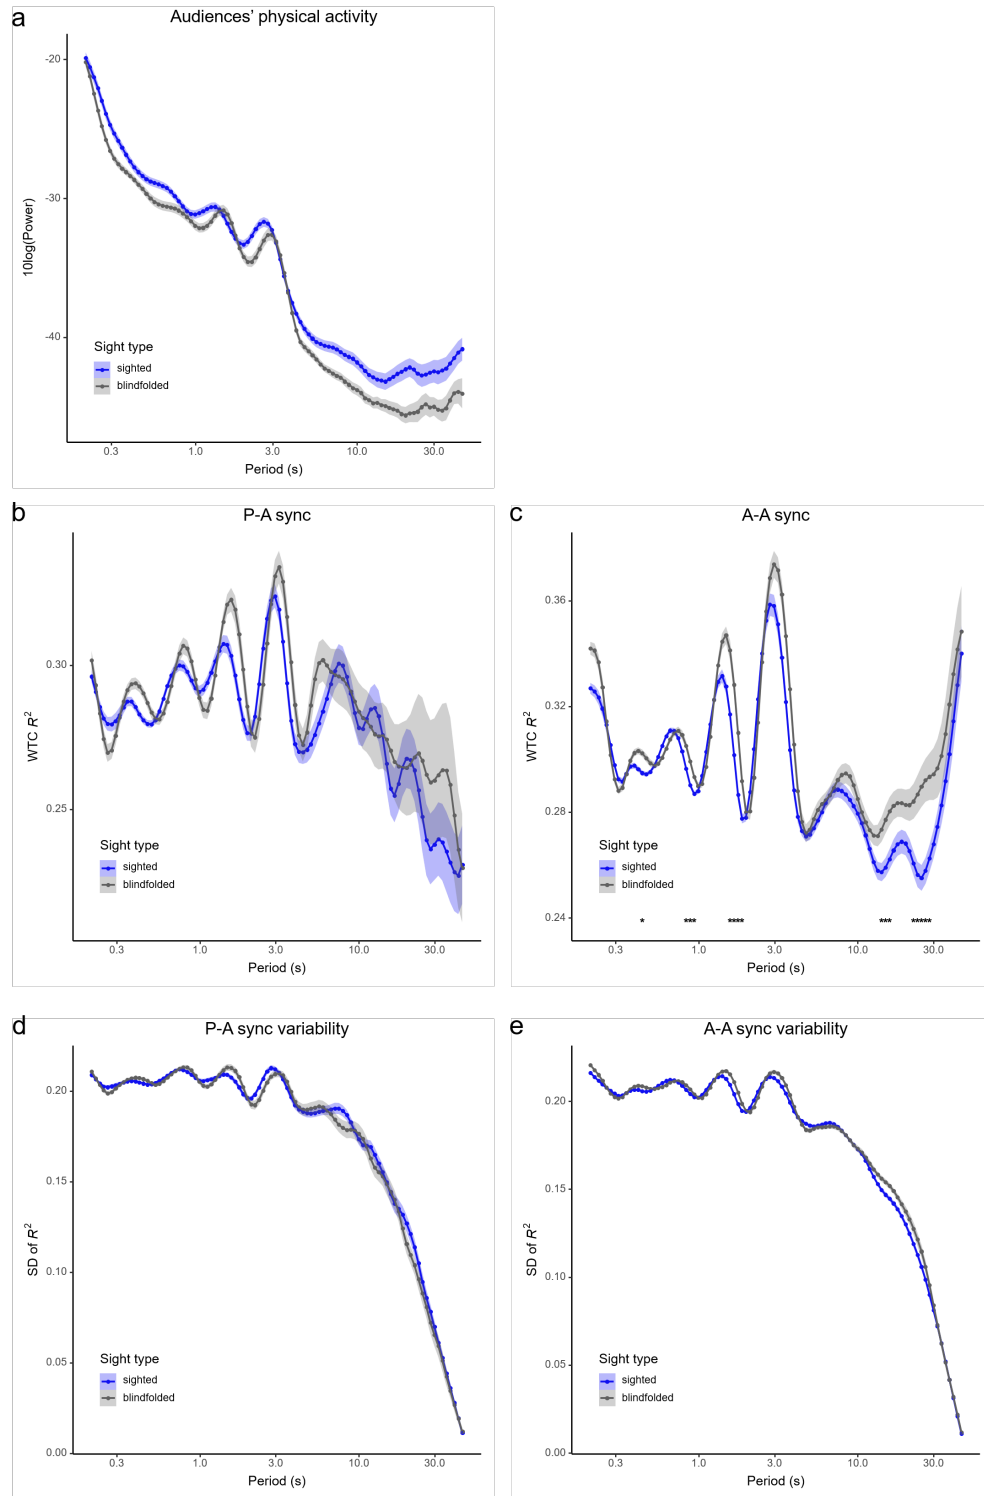 a
Audiences’ physical activity
-20
-30
-40
10log(Power)
Sight type
sighted
blindfolded
0.3 1.0 3.0 10.0 30.0
Period (s)
b
P-A sync
0.30
0.25
WTC R²
Sight type
sighted
blindfolded
0.3 1.0 3.0 10.0 30.0
Period (s)
c
A-A sync
0.36
0.32
0.28
0.24
WTC R²
Sight type
sighted
blindfolded
* *** **** *** *****
0.3 1.0 3.0 10.0 30.0
Period (s)
d
P-A sync variability
0.20
0.15
0.10
0.05
0.00
SD of R²
Sight type
sighted
blindfolded
0.3 1.0 3.0 10.0 30.0
Period (s)
e
A-A sync variability
0.20
0.15
0.10
0.05
0.00
SD of R²
Sight type
sighted
blindfolded
0.3 1.0 3.0 10.0 30.0
Period (s)